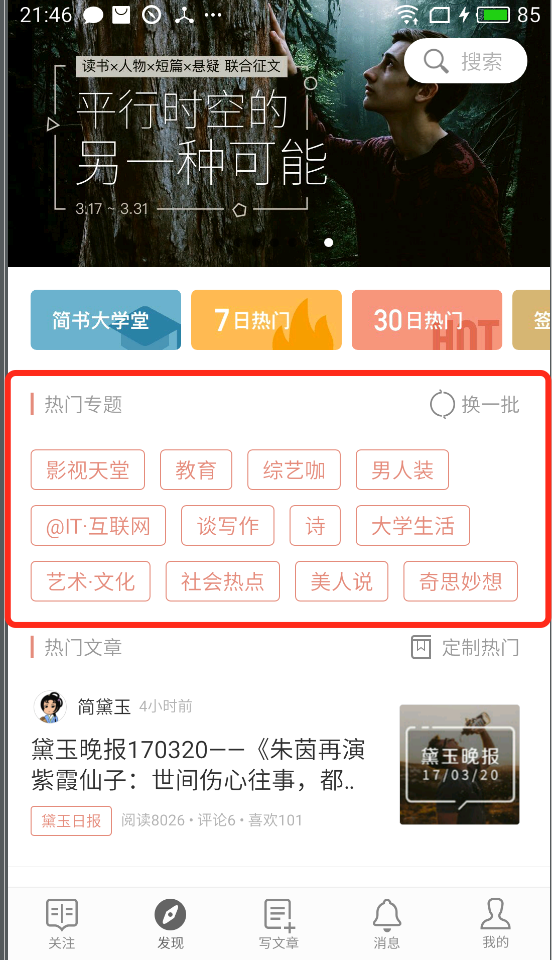 21:46
85
搜索
读书×人物×短篇×悬疑 联合征文
平行时空的
另一种可能
3.17 ~ 3.31
简书大学堂
7日热门
30日热门
HOT
签
热门专题
换一批
影视天堂
教育
综艺咖
男人装
@IT·互联网
谈写作
诗
大学生活
艺术·文化
社会热点
美人说
奇思妙想
热门文章
定制热门
简黛玉 4小时前
黛玉晚报170320——《朱茵再演
紫霞仙子：世间伤心往事，都..
黛玉晚报
17/03/20
黛玉日报
阅读8026 • 评论6 • 喜欢101
关注
发现
写文章
消息
我的